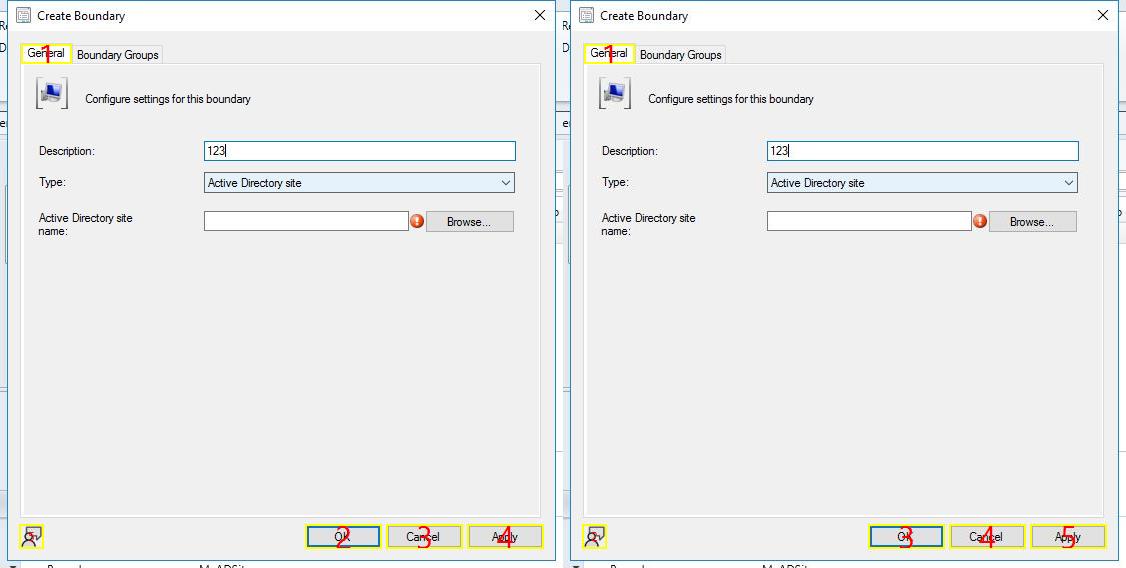 Create Boundary
General
1
Boundary Groups
Configure settings for this boundary
Description:
123
Type:
Active Directory site
Active Directory site
name:
Browse...
OK
2
Cancel
3
Apply
4
Create Boundary
General
1
Boundary Groups
Configure settings for this boundary
Description:
123
Type:
Active Directory site
Active Directory site
name:
Browse...
OK
3
Cancel
4
Apply
5